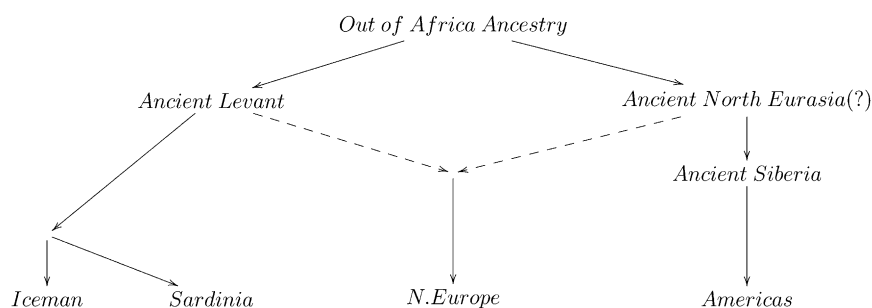 Out of Africa Ancestry
Ancient Levant
Ancient North Eurasia(?)
Ancient Siberia
Iceman
Sardinia
N.Europe
Americas